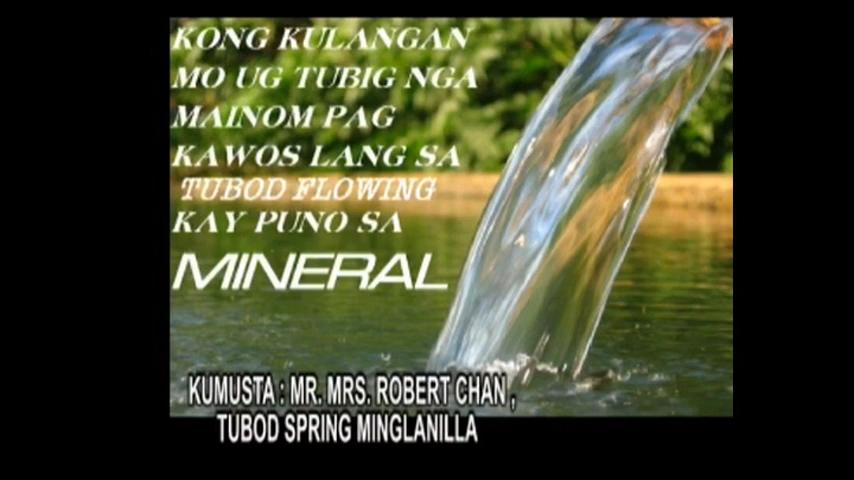 KONG KULANGAN
MO UG TUBIG NGA
MAINOM PAG
KAWOS LANG SA
TUBOD FLOWING
KAY PUNO SA
MINERAL
KUMUSTA : MR. MRS. ROBERT CHAN ,
TUBOD SPRING MINGLANILLA